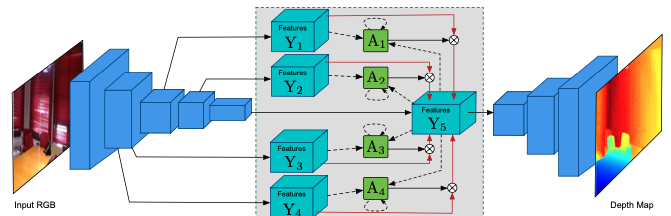 Features
Y1
A1
Features
Y2
A2
Features
Y5
Features
Y3
A3
Features
Y4
A4
Input RGB
Depth Map